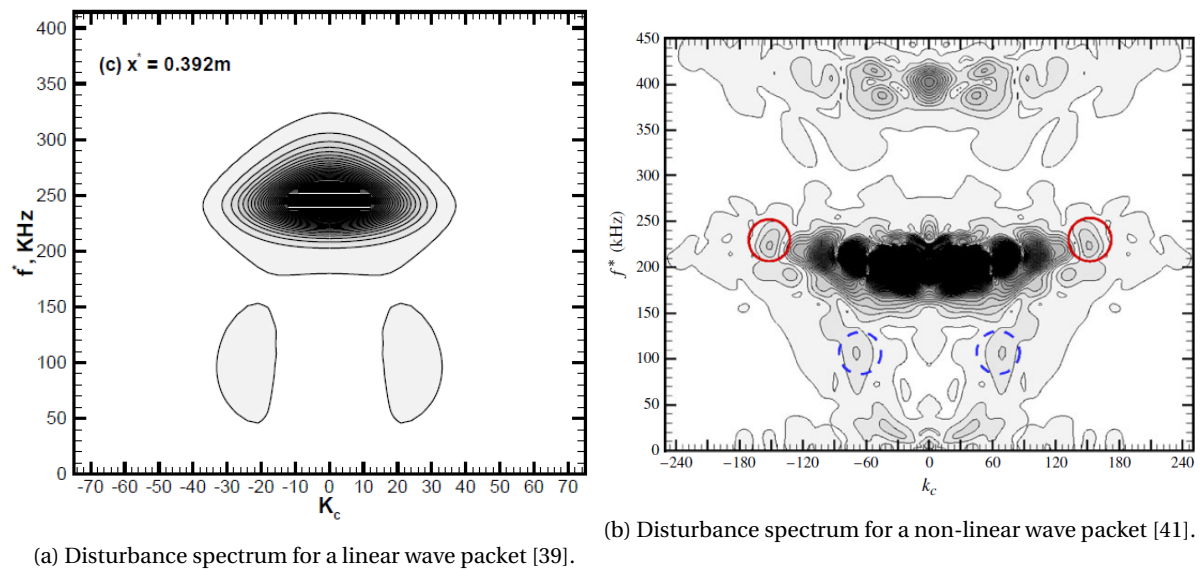 400
350
300
250
200
150
100
50
0
(c) x* = 0.392m
f*, KHz
-70 -60 -50 -40 -30 -20 -10 0 10 20 30 40 50 60 70
K_c
(a) Disturbance spectrum for a linear wave packet [39].
450
400
350
300
250
200
150
100
50
0
f* (kHz)
−240 −180 −120 −60 0 60 120 180 240
k_c
(b) Disturbance spectrum for a non-linear wave packet [41].